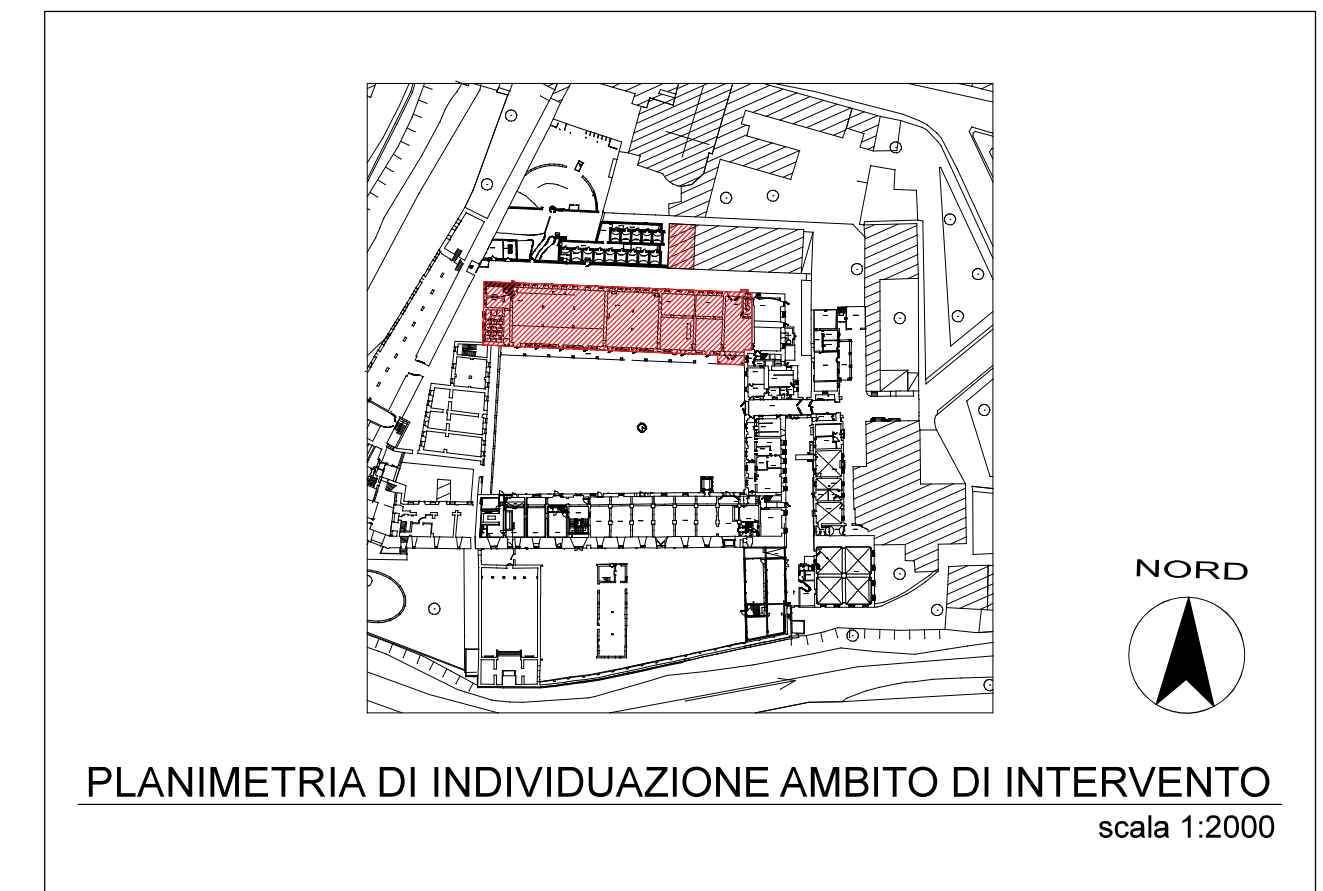 NORD
PLANIMETRIA DI INDIVIDUAZIONE AMBITO DI INTERVENTO
scala 1:2000